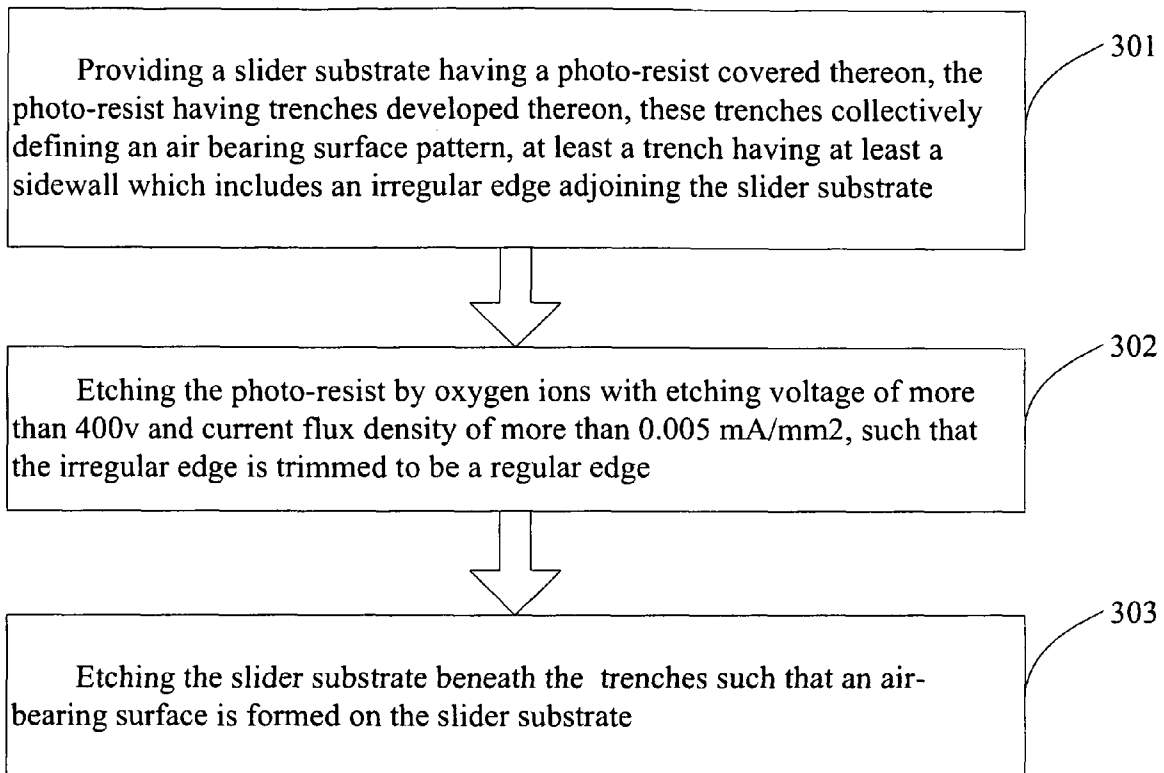 301
Providing a slider substrate having a photo-resist covered thereon, the
photo-resist having trenches developed thereon, these trenches collectively
defining an air bearing surface pattern, at least a trench having at least a
sidewall which includes an irregular edge adjoining the slider substrate
302
Etching the photo-resist by oxygen ions with etching voltage of more
than 400v and current flux density of more than 0.005 mA/mm2, such that
the irregular edge is trimmed to be a regular edge
303
Etching the slider substrate beneath the trenches such that an air-
bearing surface is formed on the slider substrate